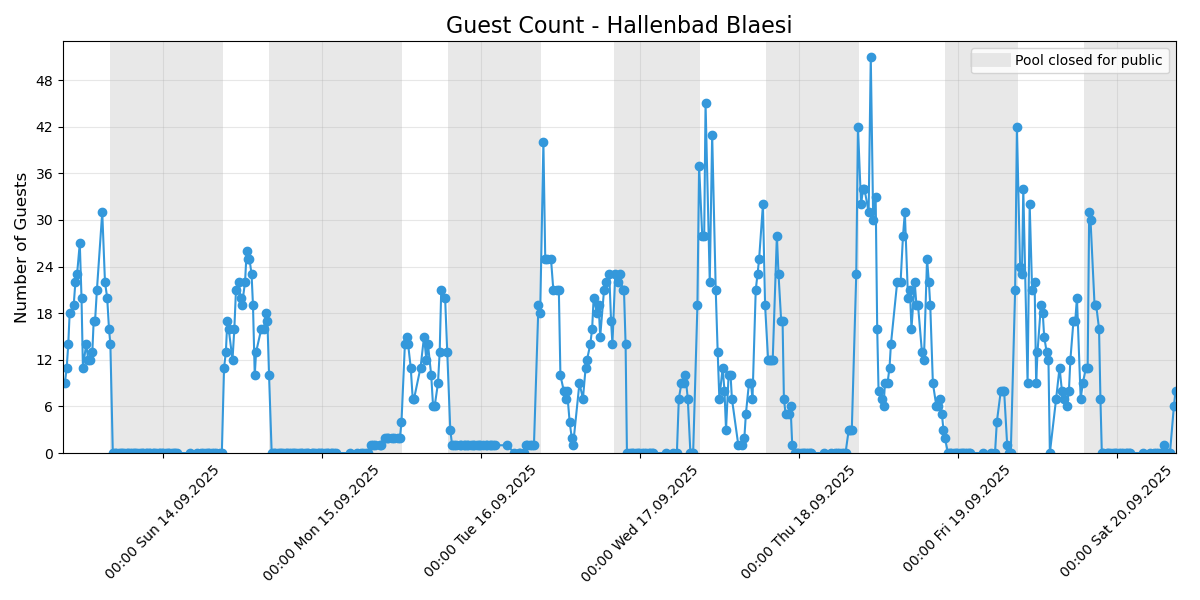 Guest Count - Hallenbad Blaesi
Pool closed for public
Number of Guests
48
42
36
30
24
18
12
6
0
00:00 Sun 14.09.2025
00:00 Mon 15.09.2025
00:00 Tue 16.09.2025
00:00 Wed 17.09.2025
00:00 Thu 18.09.2025
00:00 Fri 19.09.2025
00:00 Sat 20.09.2025